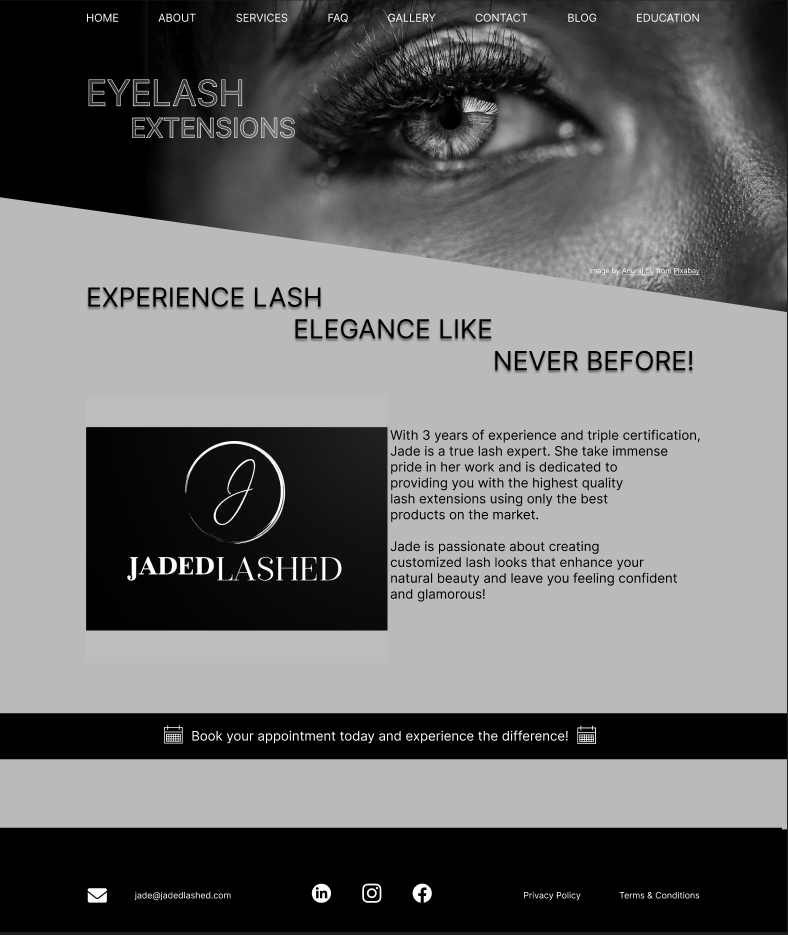 HOME ABOUT SERVICES FAQ GALLERY CONTACT BLOG EDUCATION
EYELASH
EXTENSIONS
Image by Anuraj SL from Pixabay
EXPERIENCE LASH
ELEGANCE LIKE
NEVER BEFORE!
J
JADEDLASHED
With 3 years of experience and triple certification,
Jade is a true lash expert. She take immense
pride in her work and is dedicated to
providing you with the highest quality
lash extensions using only the best
products on the market.
Jade is passionate about creating
customized lash looks that enhance your
natural beauty and leave you feeling confident
and glamorous!
Book your appointment today and experience the difference!
jade@jadedlashed.com
Privacy Policy Terms & Conditions